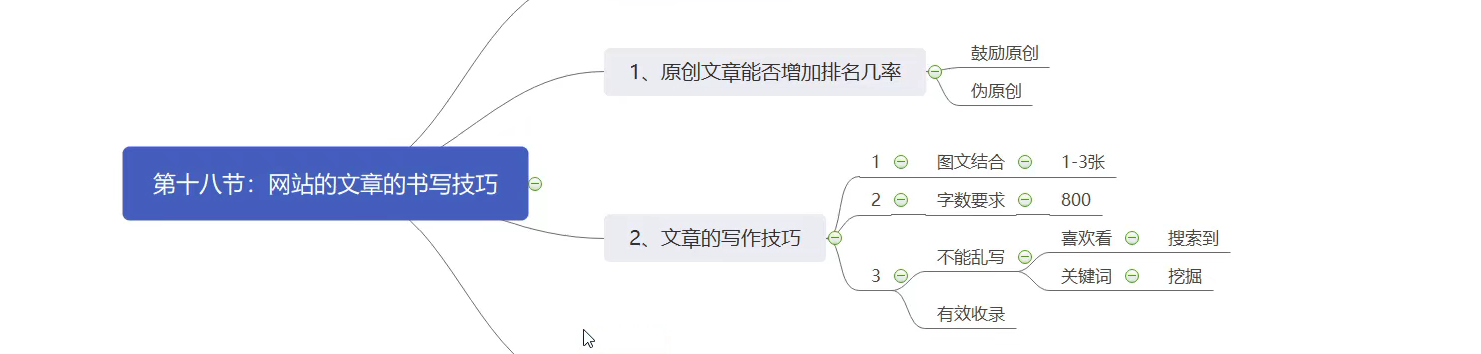 第十八节：网站的文章的书写技巧
1、原创文章能否增加排名几率
鼓励原创
伪原创
2、文章的写作技巧
1 图文结合 1-3张
2 字数要求 800
3 不能乱写 喜欢看 搜索到
关键词 挖掘
有效收录